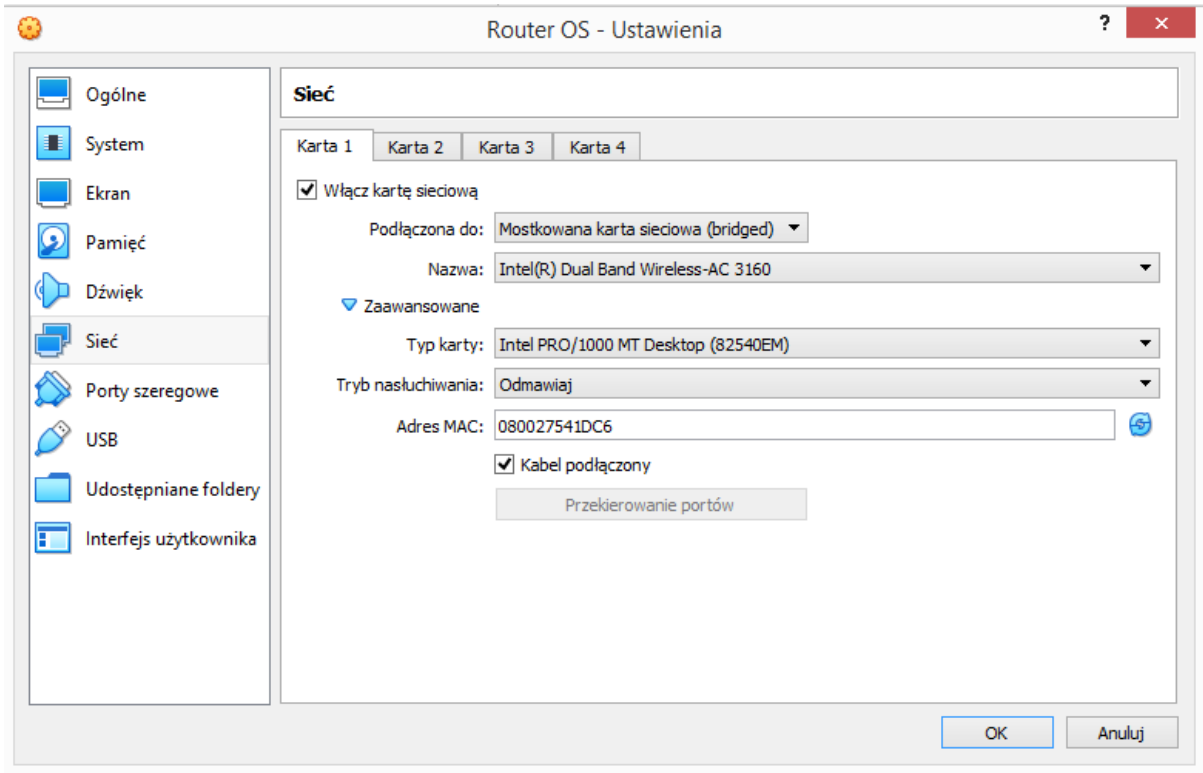 Router OS - Ustawienia
?
Ogólne
System
Ekran
Pamięć
Dźwięk
Sieć
Porty szeregowe
USB
Udostępniane foldery
Interfejs użytkownika
Sieć
Karta 1 Karta 2 Karta 3 Karta 4
Włącz kartę sieciową
Podłączona do: Mostkowana karta sieciowa (bridged)
Nazwa: Intel(R) Dual Band Wireless-AC 3160
Zaawansowane
Typ karty: Intel PRO/1000 MT Desktop (82540EM)
Tryb nasłuchiwania: Odmawiaj
Adres MAC: 080027541DC6
Kabel podłączony
Przekierowanie portów
OK Anuluj